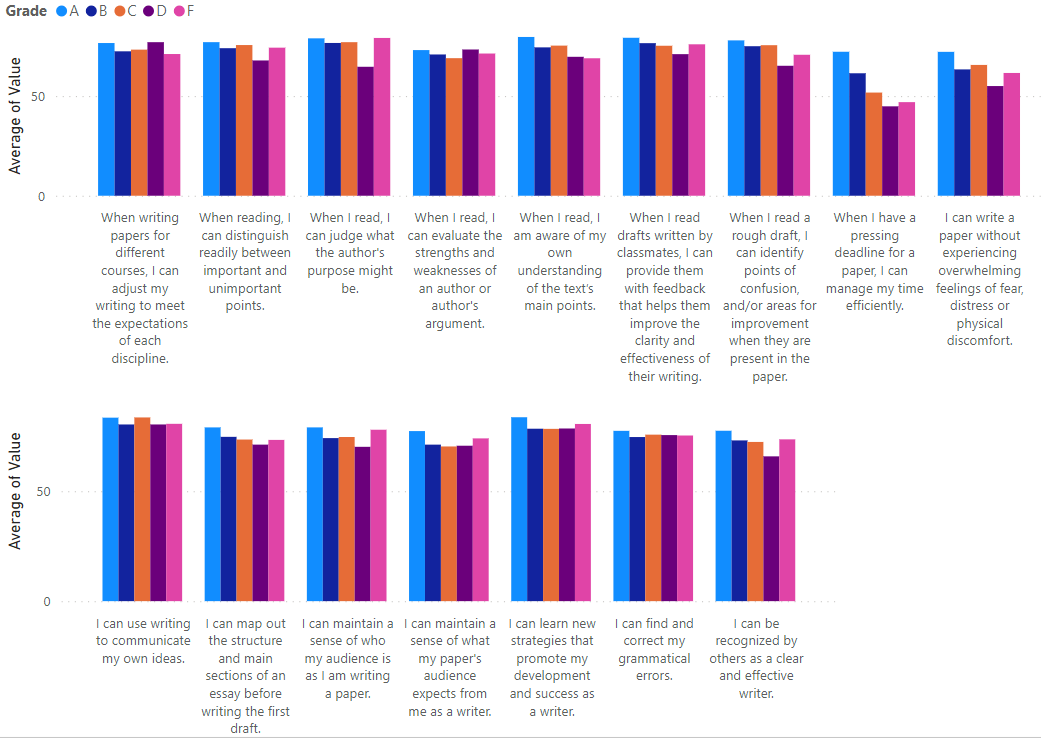 Grade A B C D F
Average of Value
50
0
When writing
papers for
different
courses, I can
adjust my
writing to meet
the expectations
of each
discipline.
When reading, I
can distinguish
readily between
important and
unimportant
points.
When I read, I
can judge what
the author's
purpose might
be.
When I read, I
can evaluate the
strengths and
weaknesses of
an author or
author's
argument.
When I read, I
am aware of my
own
understanding
of the text's
main points.
When I read
drafts written by
classmates, I can
provide them
with feedback
that helps them
improve the
clarity and
effectiveness of
their writing.
When I read a
rough draft, I
can identify
points of
confusion,
and/or areas for
improvement
when they are
present in the
paper.
When I have a
pressing
deadline for a
paper, I can
manage my time
efficiently.
I can write a
paper without
experiencing
overwhelming
feelings of fear,
distress or
physical
discomfort.
Average of Value
50
0
I can use writing
to communicate
my own ideas.
I can map out
the structure
and main
sections of an
essay before
writing the first
draft.
I can maintain a
sense of who
my audience is
as I am writing
a paper.
I can maintain a
sense of what
my paper's
audience
expects from
me as a writer.
I can learn new
strategies that
promote my
development
and success as
a writer.
I can find and
correct my
grammatical
errors.
I can be
recognized by
others as a clear
and effective
writer.